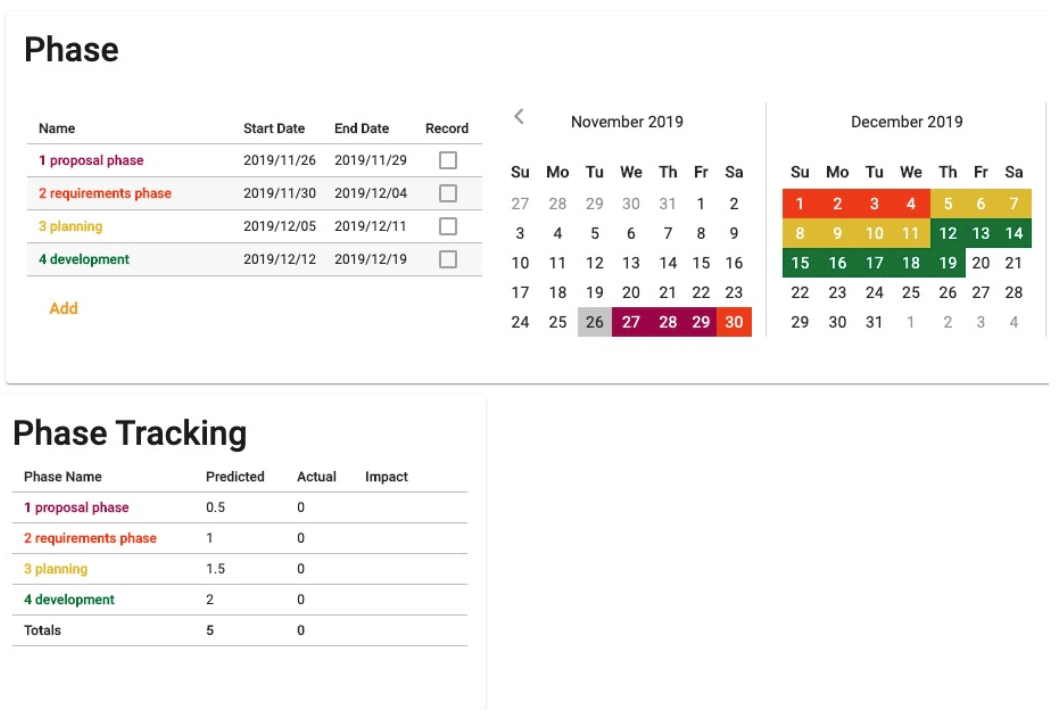 Phase
Name Start Date End Date Record
1 proposal phase 2019/11/26 2019/11/29
2 requirements phase 2019/11/30 2019/12/04
3 planning 2019/12/05 2019/12/11
4 development 2019/12/12 2019/12/19
Add
November 2019
Su Mo Tu We Th Fr Sa
27 28 29 30 31 1 2
3 4 5 6 7 8 9
10 11 12 13 14 15 16
17 18 19 20 21 22 23
24 25 26 27 28 29 30
December 2019
Su Mo Tu We Th Fr Sa
1 2 3 4 5 6 7
8 9 10 11 12 13 14
15 16 17 18 19 20 21
22 23 24 25 26 27 28
29 30 31 1 2 3 4
Phase Tracking
Phase Name Predicted Actual Impact
1 proposal phase 0.5 0
2 requirements phase 1 0
3 planning 1.5 0
4 development 2 0
Totals 5 0